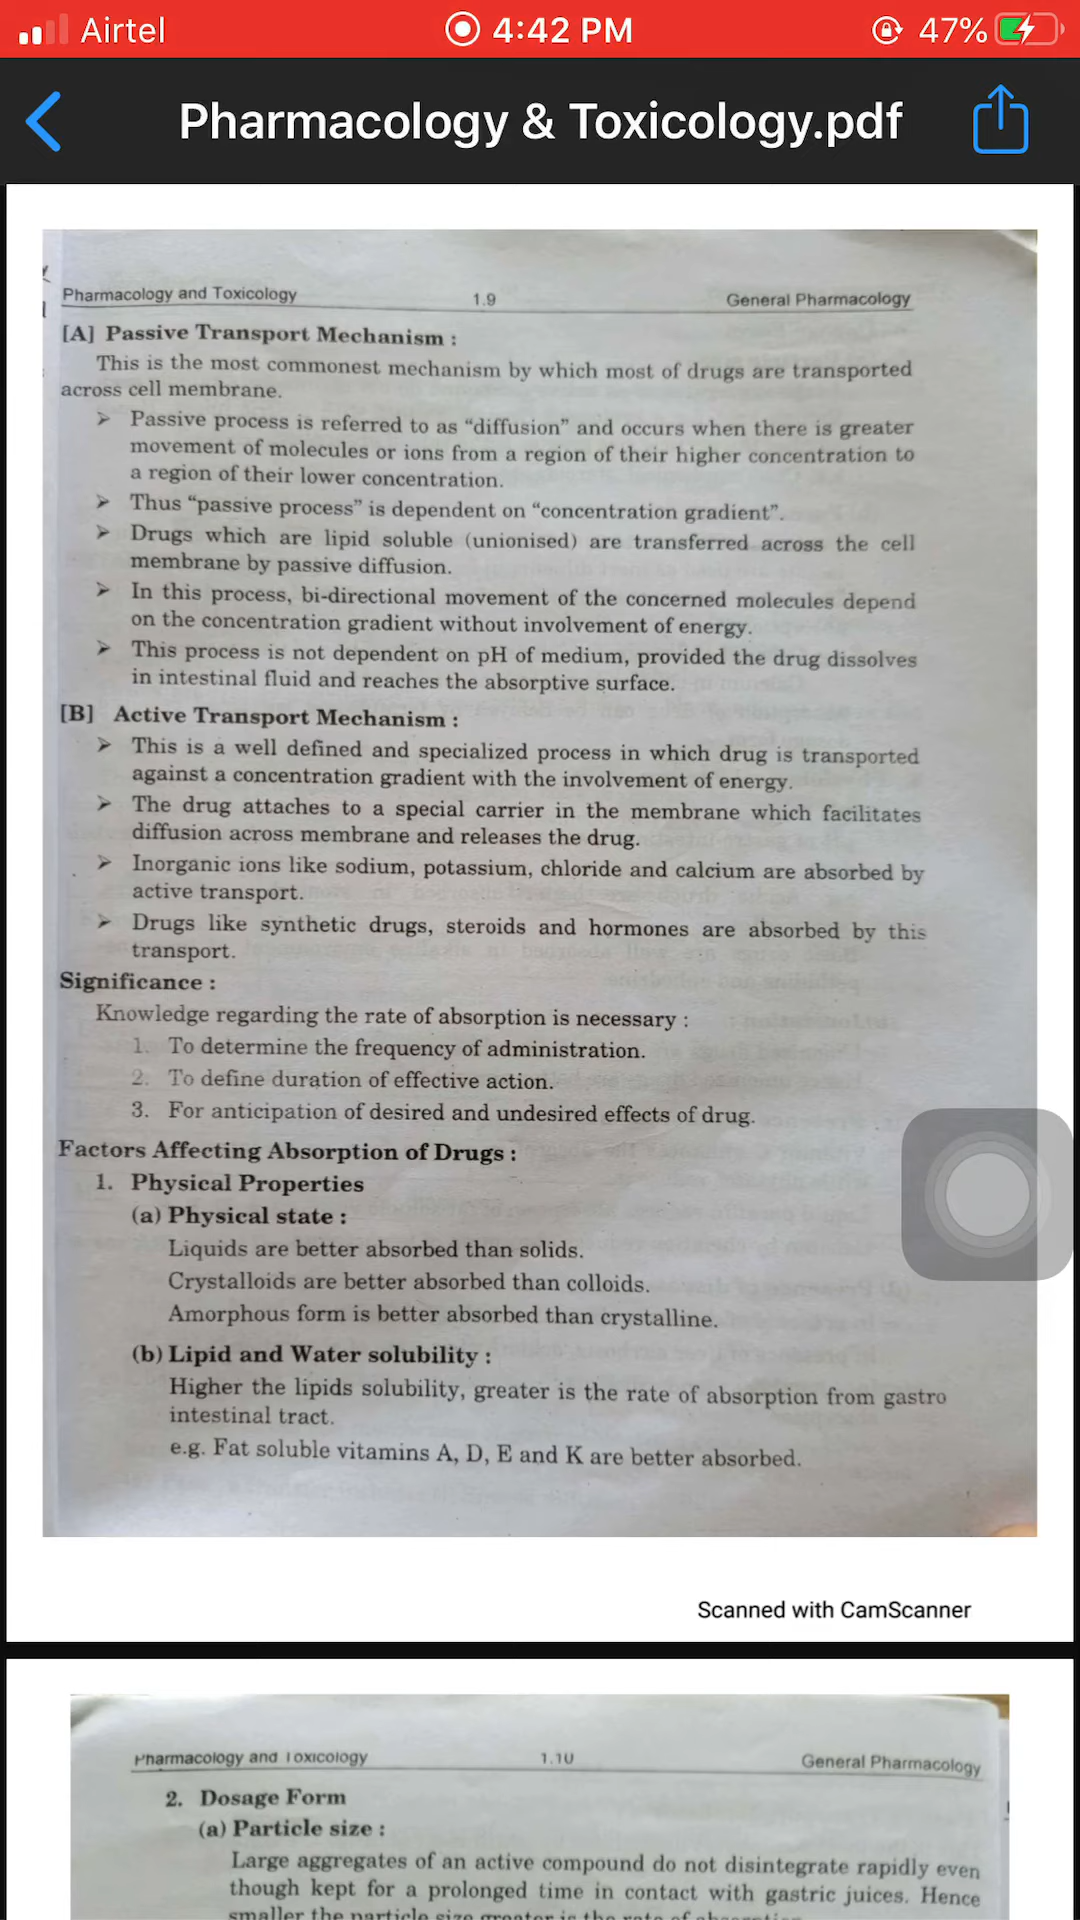 Airtel
4:42 PM
47%
Pharmacology & Toxicology.pdf
Pharmacology and Toxicology 1.9 General Pharmacology
[A] Passive Transport Mechanism :
This is the most commonest mechanism by which most of drugs are transported
across cell membrane.
➢ Passive process is referred to as “diffusion” and occurs when there is greater
movement of molecules or ions from a region of their higher concentration to
a region of their lower concentration.
➢ Thus “passive process” is dependent on “concentration gradient”.
➢ Drugs which are lipid soluble (unionised) are transferred across the cell
membrane by passive diffusion.
➢ In this process, bi-directional movement of the concerned molecules depend
on the concentration gradient without involvement of energy.
➢ This process is not dependent on pH of medium, provided the drug dissolves
in intestinal fluid and reaches the absorptive surface.
[B] Active Transport Mechanism :
➢ This is a well defined and specialized process in which drug is transported
against a concentration gradient with the involvement of energy.
➢ The drug attaches to a special carrier in the membrane which facilitates
diffusion across membrane and releases the drug.
➢ Inorganic ions like sodium, potassium, chloride and calcium are absorbed by
active transport.
➢ Drugs like synthetic drugs, steroids and hormones are absorbed by this
transport.
Significance :
Knowledge regarding the rate of absorption is necessary :
1. To determine the frequency of administration.
2. To define duration of effective action.
3. For anticipation of desired and undesired effects of drug.
Factors Affecting Absorption of Drugs :
1. Physical Properties
(a) Physical state :
Liquids are better absorbed than solids.
Crystalloids are better absorbed than colloids.
Amorphous form is better absorbed than crystalline.
(b) Lipid and Water solubility :
Higher the lipids solubility, greater is the rate of absorption from gastro
intestinal tract.
e.g. Fat soluble vitamins A, D, E and K are better absorbed.
Scanned with CamScanner
Pharmacology and Toxicology 1.10 General Pharmacology
2. Dosage Form
(a) Particle size :
Large aggregates of an active compound do not disintegrate rapidly even
though kept for a prolonged time in contact with gastric juices. Hence
smaller the particle size greater is the rate of